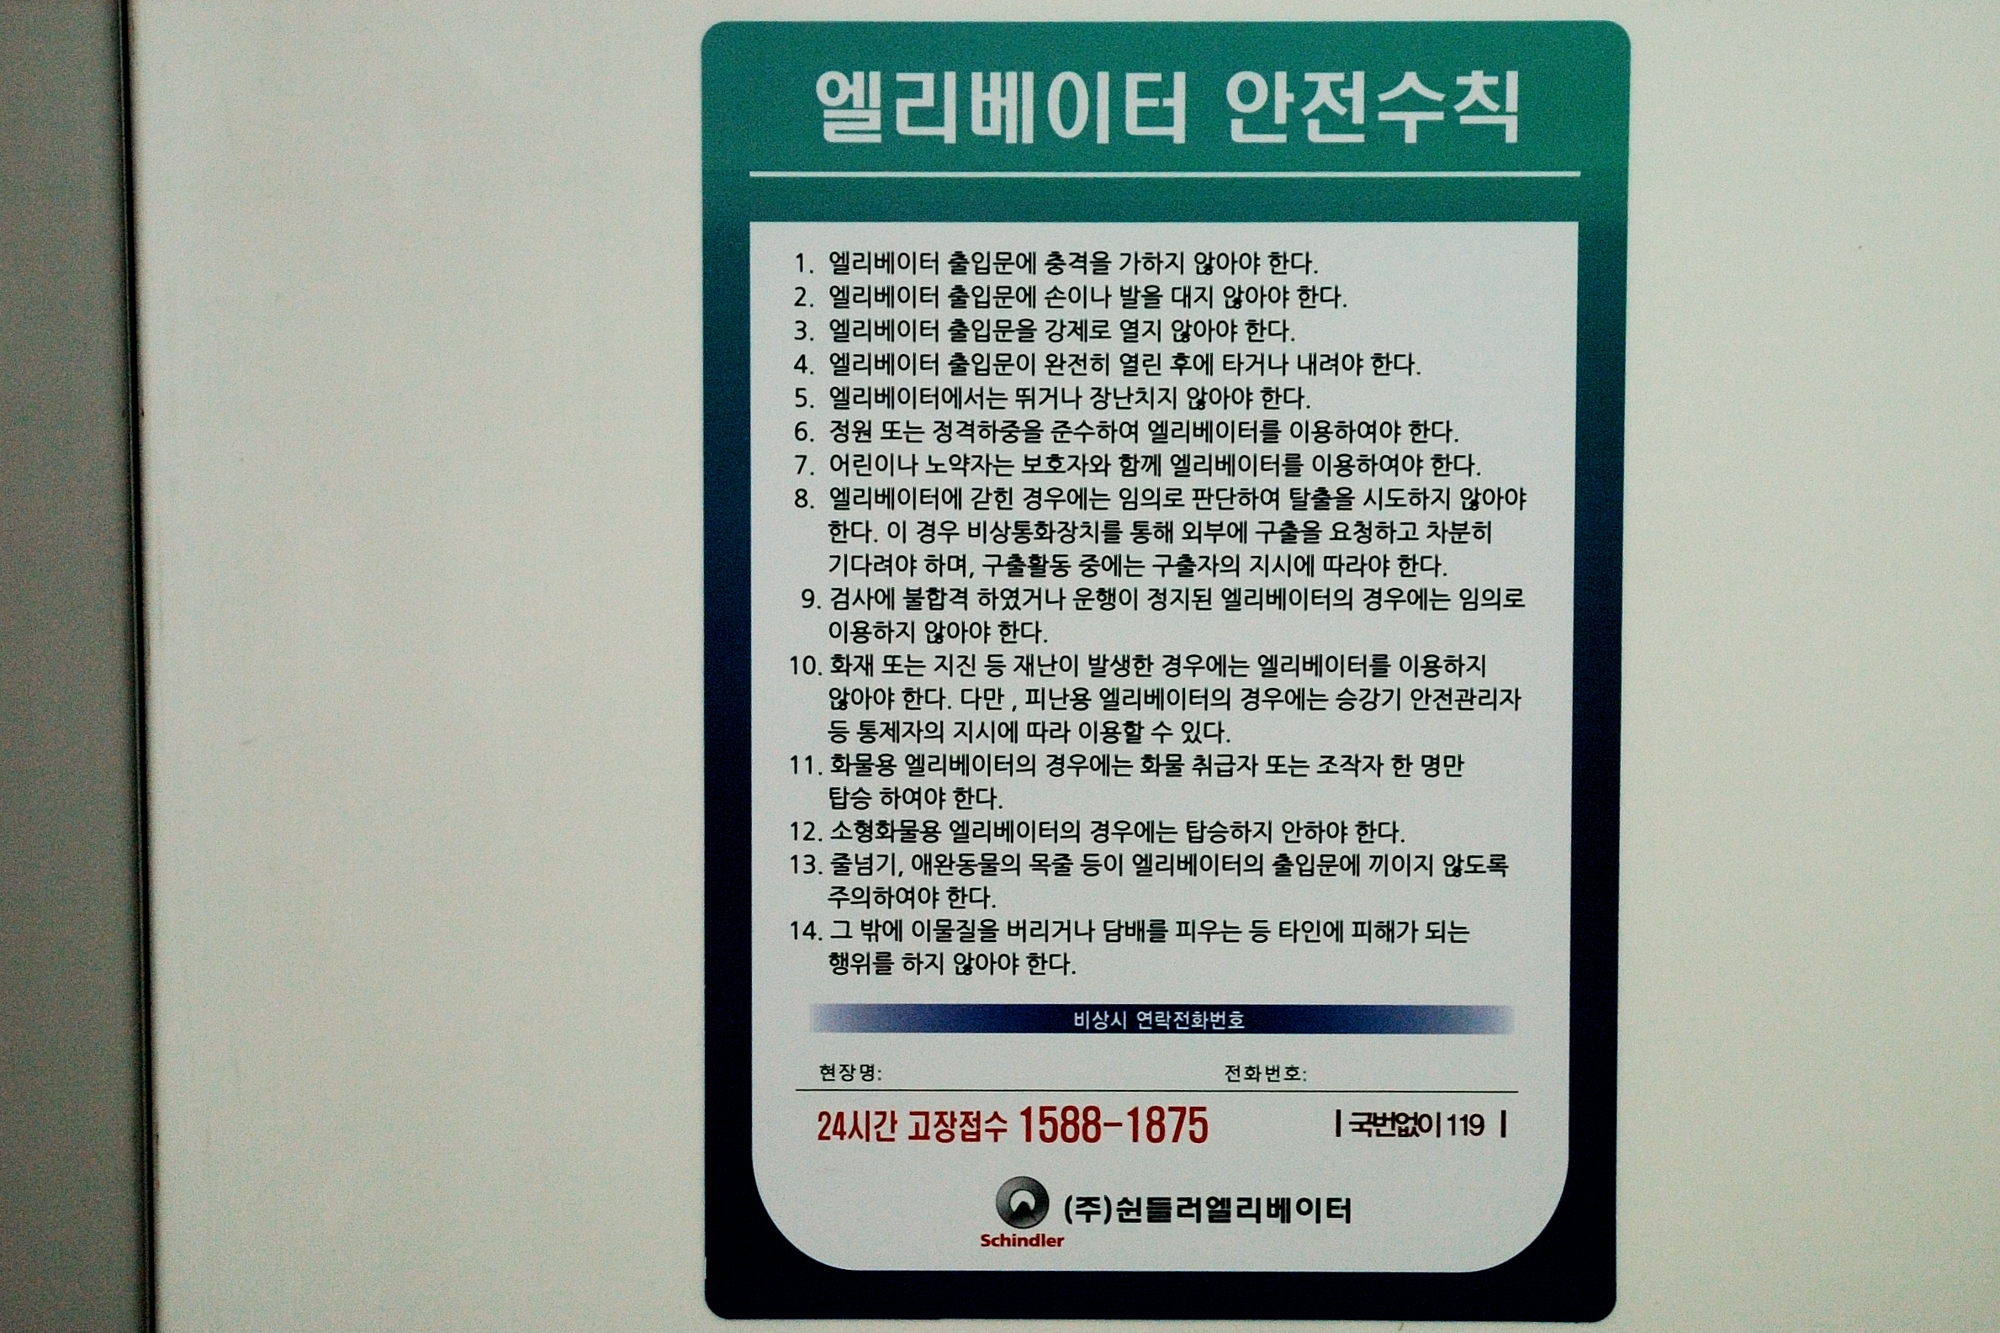 엘리베이터 안전수칙
1. 엘리베이터 출입문에 충격을 가하지 않아야 한다.
2. 엘리베이터 출입문에 손이나 발을 대지 않아야 한다.
3. 엘리베이터 출입문을 강제로 열지 않아야 한다.
4. 엘리베이터 출입문이 완전히 열린 후에 타거나 내려야 한다.
5. 엘리베이터에서는 뛰거나 장난치지 않아야 한다.
6. 정원 또는 정격하중을 준수하여 엘리베이터를 이용하여야 한다.
7. 어린이나 노약자는 보호자와 함께 엘리베이터를 이용하여야 한다.
8. 엘리베이터에 갇힌 경우에는 임의로 판단하여 탈출을 시도하지 않아야
한다. 이 경우 비상통화장치를 통해 외부에 구출을 요청하고 차분히
기다려야 하며, 구출활동 중에는 구출자의 지시에 따라야 한다.
9. 검사에 불합격 하였거나 운행이 정지된 엘리베이터의 경우에는 임의로
이용하지 않아야 한다.
10. 화재 또는 지진 등 재난이 발생한 경우에는 엘리베이터를 이용하지
않아야 한다. 다만 , 피난용 엘리베이터의 경우에는 승강기 안전관리자
등 통제자의 지시에 따라 이용할 수 있다.
11. 화물용 엘리베이터의 경우에는 화물 취급자 또는 조작자 한 명만
탑승 하여야 한다.
12. 소형화물용 엘리베이터의 경우에는 탑승하지 안하야 한다.
13. 줄넘기, 애완동물의 목줄 등이 엘리베이터의 출입문에 끼이지 않도록
주의하여야 한다.
14. 그 밖에 이물질을 버리거나 담배를 피우는 등 타인에 피해가 되는
행위를 하지 않아야 한다.
비상시 연락전화번호
현장명: 전화번호:
24시간 고장접수 1588-1875 | 국번없이 119 |
(주)쉰들러엘리베이터
Schindler